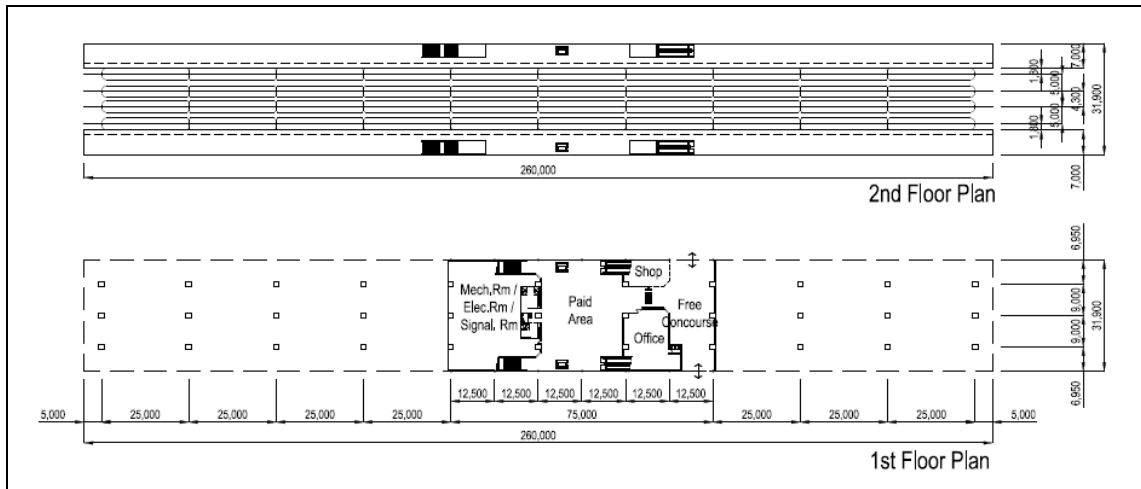 7,000
1,800
5,000
4,300
5,000
1,800
31,900
7,000
260,000
2nd Floor Plan
Mech.Rm /
Elec.Rm /
Signal. Rm
Paid
Area
Shop
Free
Concourse
Office
6,950
9,000
9,000
31,900
6,950
12,500
12,500
12,500
12,500
12,500
12,500
5,000
25,000
25,000
25,000
25,000
75,000
25,000
25,000
25,000
5,000
260,000
1st Floor Plan